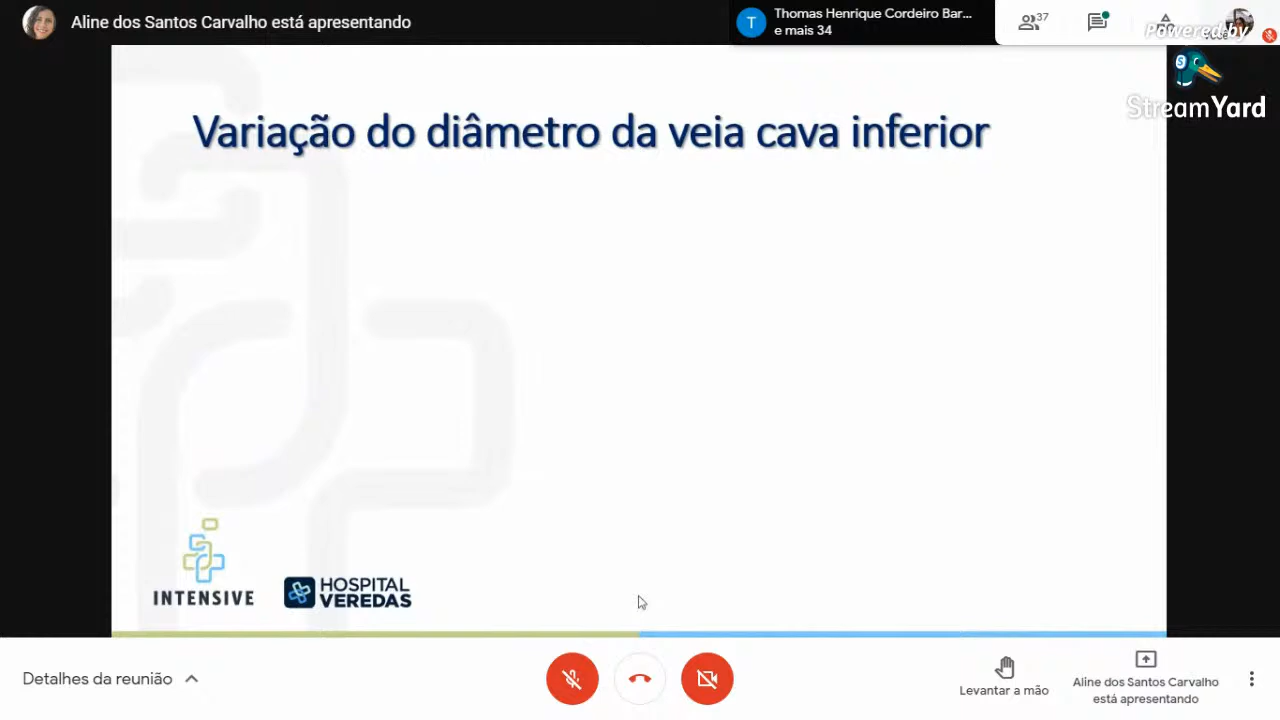 Aline dos Santos Carvalho está apresentando
T
Thomas Henrique Cordeiro Bar...
e mais 34
37
Powered by
StreamYard
Variação do diâmetro da veia cava inferior
INTENSIVE
HOSPITAL
VEREDAS
Detalhes da reunião
Levantar a mão
Aline dos Santos Carvalho
está apresentando